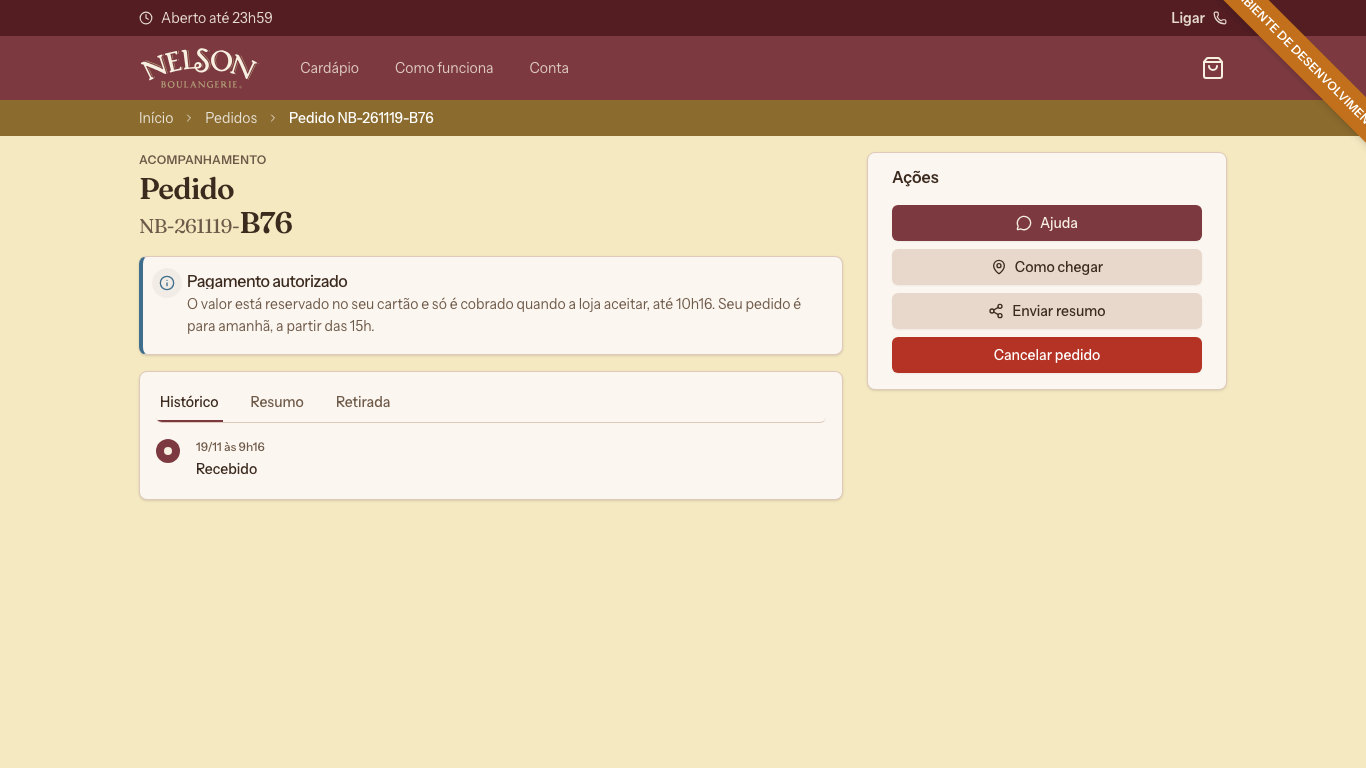 Aberto até 23h59
Ligar
NELSON
BOULANGERIE
Cardápio
Como funciona
Conta
Início
Pedidos
Pedido NB-261119-B76
ACOMPANHAMENTO
Pedido
NB-261119-B76
Pagamento autorizado
O valor está reservado no seu cartão e só é cobrado quando a loja aceitar, até 10h16. Seu pedido é
para amanhã, a partir das 15h.
Histórico
Resumo
Retirada
19/11 às 9h16
Recebido
Ações
Ajuda
Como chegar
Enviar resumo
Cancelar pedido
DE